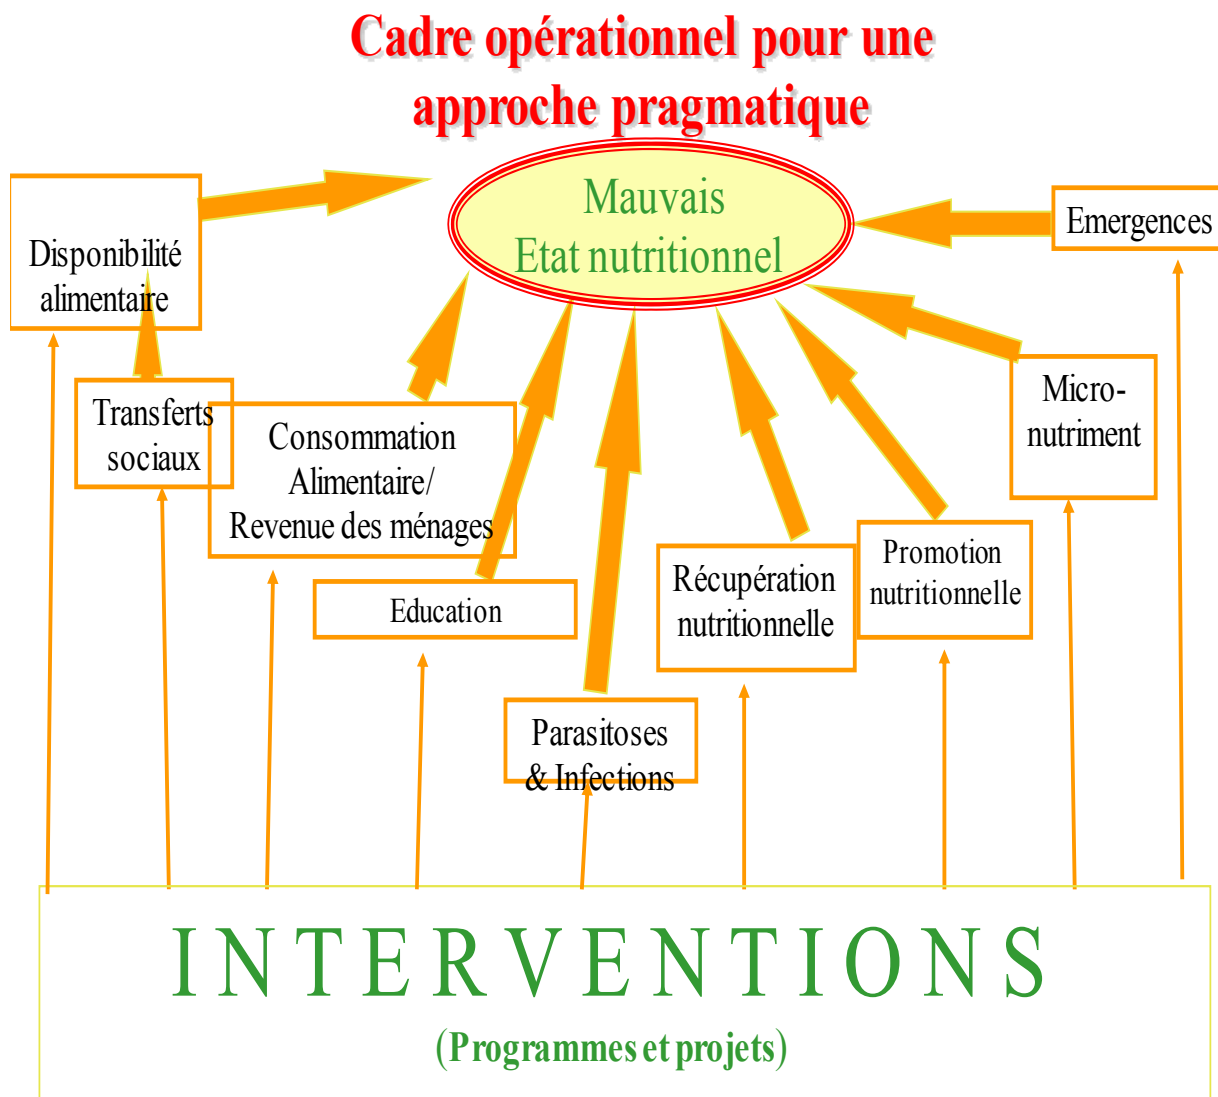 Cadre opérationnel pour une
approche pragmatique
Mauvais
Etat nutritionnel
Emergences
Disponibilité
alimentaire
Transferts
sociaux
Consommation
Alimentaire/
Revenue des ménages
Micro-
nutriment
Education
Récupération
nutritionnelle
Promotion
nutritionnelle
Parasitoses
& Infections
INTERVENTIONS
(Programmes et projets)